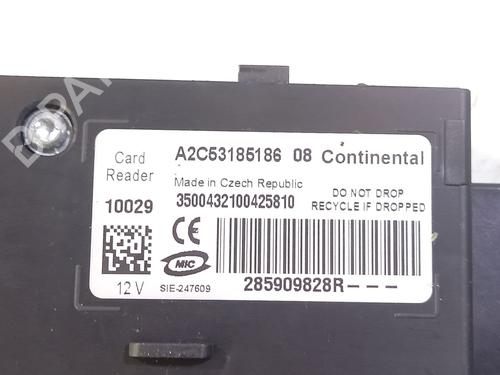 Card Reader
A2C53185186 08 Continental
Made in Czech Republic
10029
3500432100425810
DO NOT DROP
RECYCLE IF DROPPED
CE
MIC
12 V
SIE-247609
285909828R---